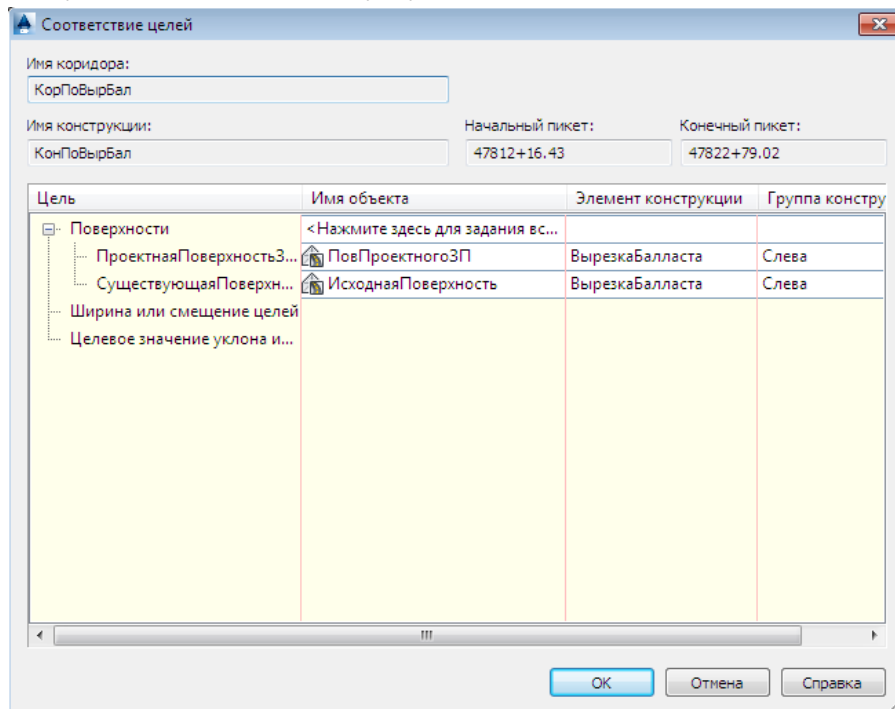 Соответствие целей
Имя коридора:
КорПоВырБал
Имя конструкции: Начальный пикет: Конечный пикет:
КонПоВырБал 47812+16.43 47822+79.02
Цель Имя объекта Элемент конструкции Группа констру
Поверхности <Нажмите здесь для задания вс...
ПроектнаяПоверхностьЗ... ПовПроектногоЗП ВырезкаБалласта Слева
СуществующаяПоверхн... ИсходнаяПоверхность ВырезкаБалласта Слева
Ширина или смещение целей
Целевое значение уклона и...
ОК Отмена Справка